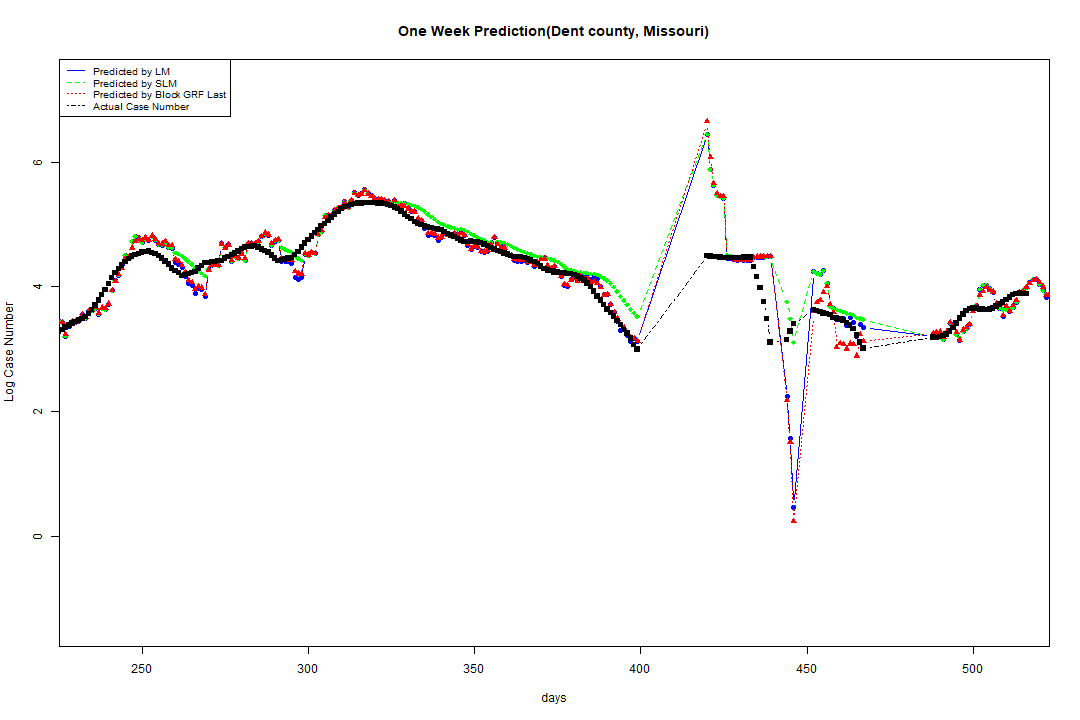 One Week Prediction(Dent county, Missouri)
Predicted by LM
Predicted by SLM
Predicted by Block GRF Last
Actual Case Number
Log Case Number
6
4
2
0
250 300 350 400 450 500
days